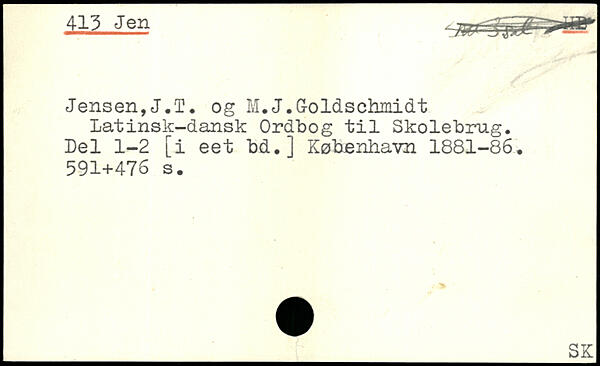 413 Jen HB
Jensen,J.T. og M.J.Goldschmidt
Latinsk-dansk Ordbog til Skolebrug.
Del 1-2 [i eet bd.] København 1881-86.
591+476 s.
SK